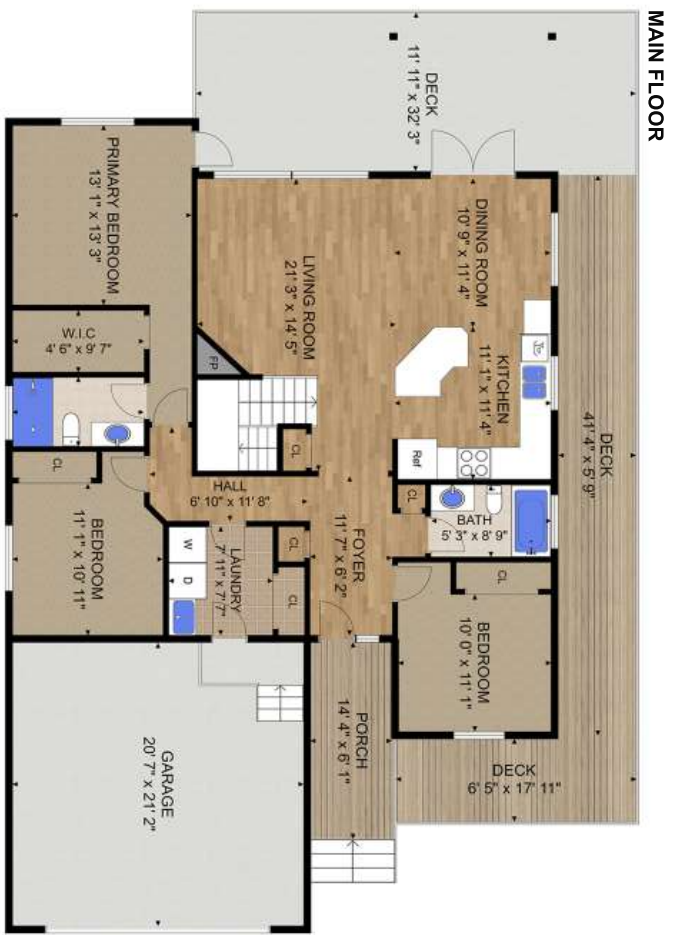 MAIN FLOOR
DECK
11' 11" x 32' 3"
PRIMARY BEDROOM
13' 1" x 13' 3"
DINING ROOM
10' 9" x 11' 4"
LIVING ROOM
21' 3" x 14' 5"
W.I.C
4' 6" x 9' 7"
FP
KITCHEN
11' 1" x 11' 4"
DECK
41' 4" x 5' 9"
CL
Ref
CL
HALL
6' 10" x 11' 8"
CL
BATH
5' 3" x 8' 9"
BEDROOM
11' 1" x 10' 11"
W
D
LAUNDRY
7' 11" x 7' 7"
CL
CL
FOYER
11' 7" x 6' 2"
CL
BEDROOM
10' 0" x 11' 1"
PORCH
14' 4" x 6' 1"
DECK
6' 5" x 17' 11"
GARAGE
20' 7" x 21' 2"